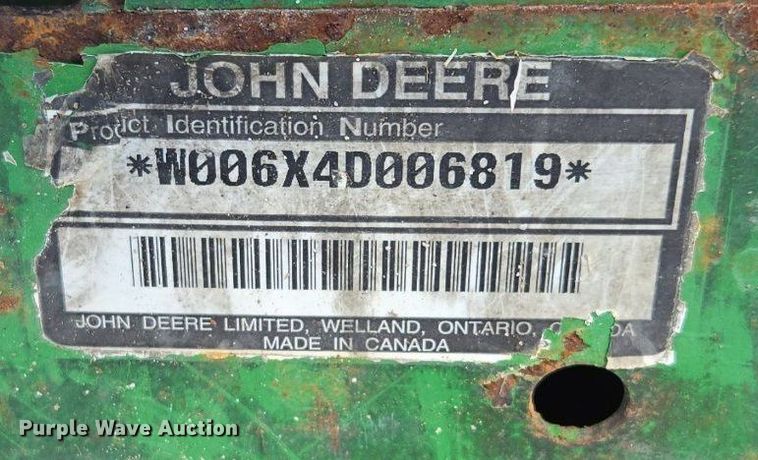 JOHN DEERE
Product Identification Number
*W006X4D006819*
JOHN DEERE LIMITED, WELLAND, ONTARIO,
MADE IN CANADA
Purple Wave Auction